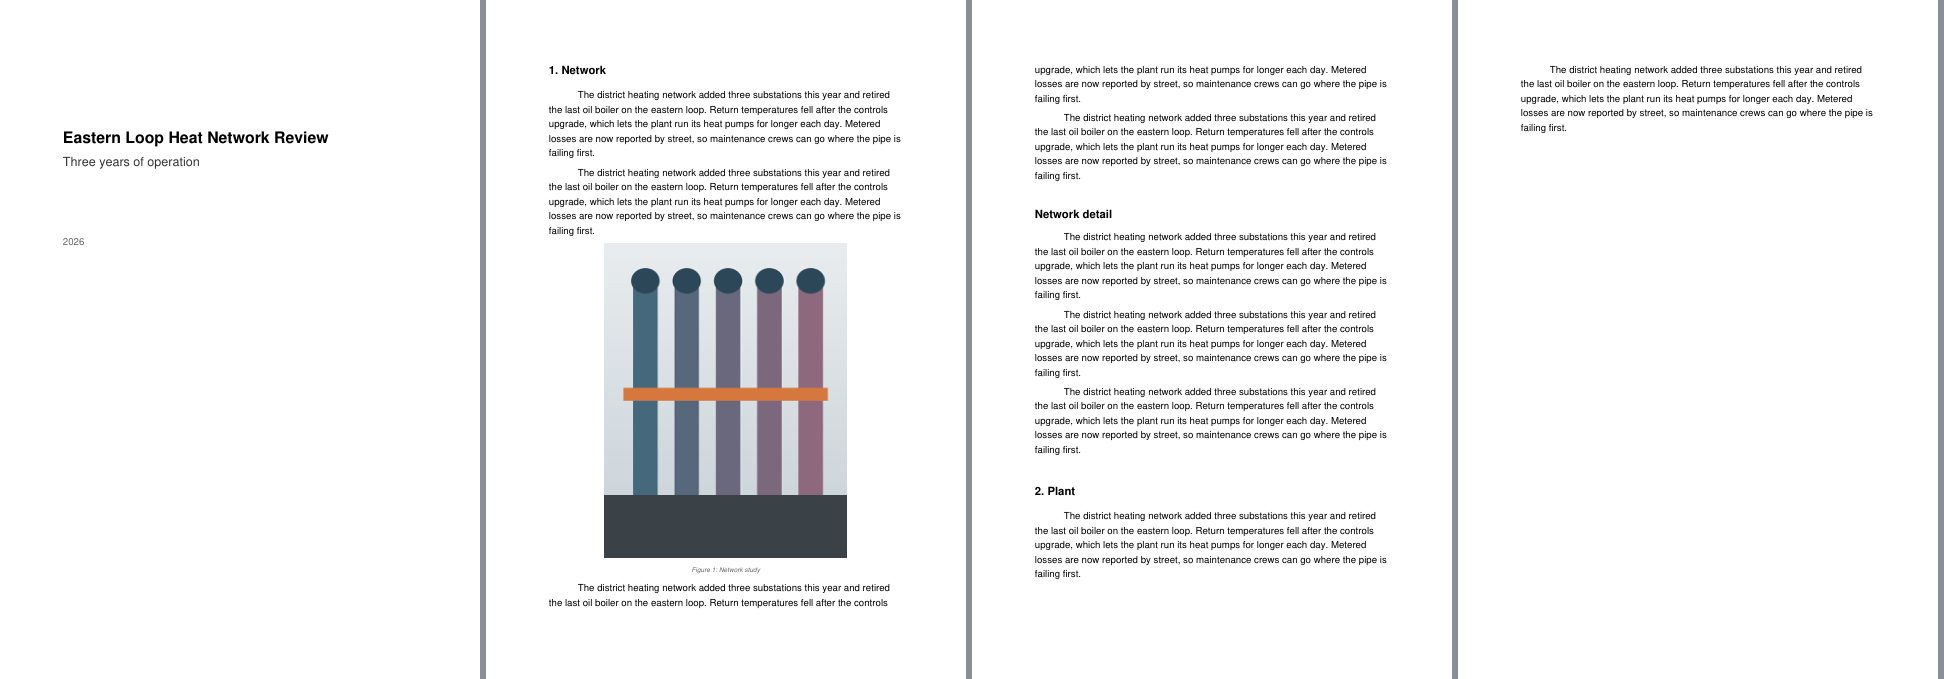 Eastern Loop Heat Network Review
Three years of operation
2026
1. Network
The district heating network added three substations this year and retired
the last oil boiler on the eastern loop. Return temperatures fell after the controls
upgrade, which lets the plant run its heat pumps for longer each day. Metered
losses are now reported by street, so maintenance crews can go where the pipe is
failing first.
The district heating network added three substations this year and retired
the last oil boiler on the eastern loop. Return temperatures fell after the controls
upgrade, which lets the plant run its heat pumps for longer each day. Metered
losses are now reported by street, so maintenance crews can go where the pipe is
failing first.
Figure 1: Network study
The district heating network added three substations this year and retired
the last oil boiler on the eastern loop. Return temperatures fell after the controls
upgrade, which lets the plant run its heat pumps for longer each day. Metered
losses are now reported by street, so maintenance crews can go where the pipe is
failing first.
The district heating network added three substations this year and retired
the last oil boiler on the eastern loop. Return temperatures fell after the controls
upgrade, which lets the plant run its heat pumps for longer each day. Metered
losses are now reported by street, so maintenance crews can go where the pipe is
failing first.
Network detail
The district heating network added three substations this year and retired
the last oil boiler on the eastern loop. Return temperatures fell after the controls
upgrade, which lets the plant run its heat pumps for longer each day. Metered
losses are now reported by street, so maintenance crews can go where the pipe is
failing first.
The district heating network added three substations this year and retired
the last oil boiler on the eastern loop. Return temperatures fell after the controls
upgrade, which lets the plant run its heat pumps for longer each day. Metered
losses are now reported by street, so maintenance crews can go where the pipe is
failing first.
The district heating network added three substations this year and retired
the last oil boiler on the eastern loop. Return temperatures fell after the controls
upgrade, which lets the plant run its heat pumps for longer each day. Metered
losses are now reported by street, so maintenance crews can go where the pipe is
failing first.
2. Plant
The district heating network added three substations this year and retired
the last oil boiler on the eastern loop. Return temperatures fell after the controls
upgrade, which lets the plant run its heat pumps for longer each day. Metered
losses are now reported by street, so maintenance crews can go where the pipe is
failing first.
The district heating network added three substations this year and retired
the last oil boiler on the eastern loop. Return temperatures fell after the controls
upgrade, which lets the plant run its heat pumps for longer each day. Metered
losses are now reported by street, so maintenance crews can go where the pipe is
failing first.